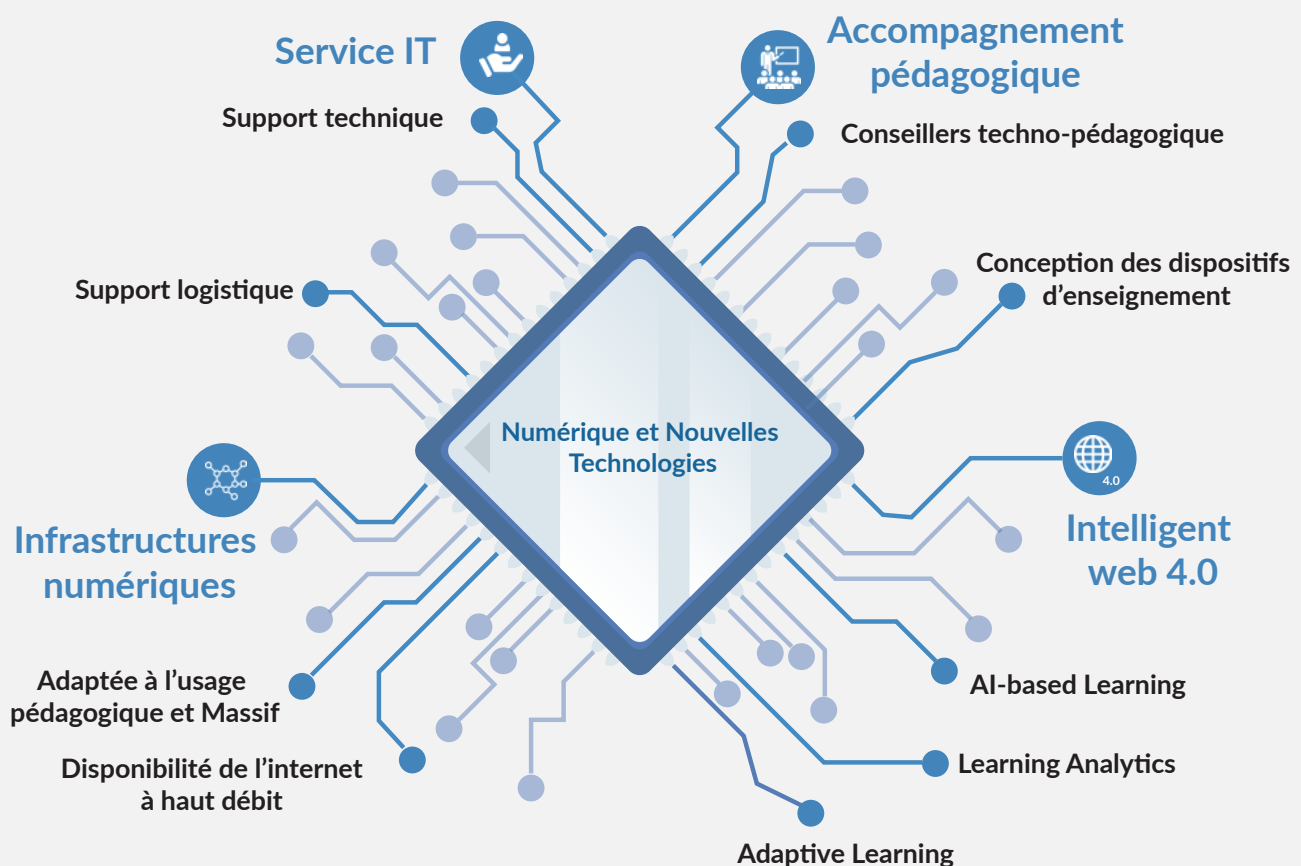 Service IT
Support technique
Support logistique
Accompagnement
pédagogique
Conseillers techno-pédagogique
Conception des dispositifs
d’enseignement
Numérique et Nouvelles
Technologies
Infrastructures
numériques
Adaptée à l’usage
pédagogique et Massif
Disponibilité de l’internet
à haut débit
4.0
Intelligent
web 4.0
AI-based Learning
Learning Analytics
Adaptive Learning